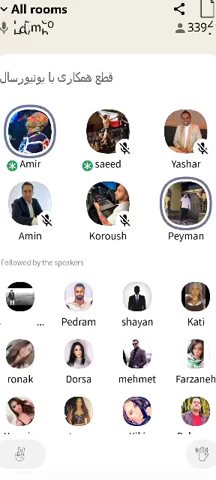 All rooms
339
قطع همکاری با یونیورسال
Amir
saeed
Yashar
Amin
Koroush
Peyman
Followed by the speakers
...
Pedram
shayan
Kati
ronak
Dorsa
mehmet
Farzaneh